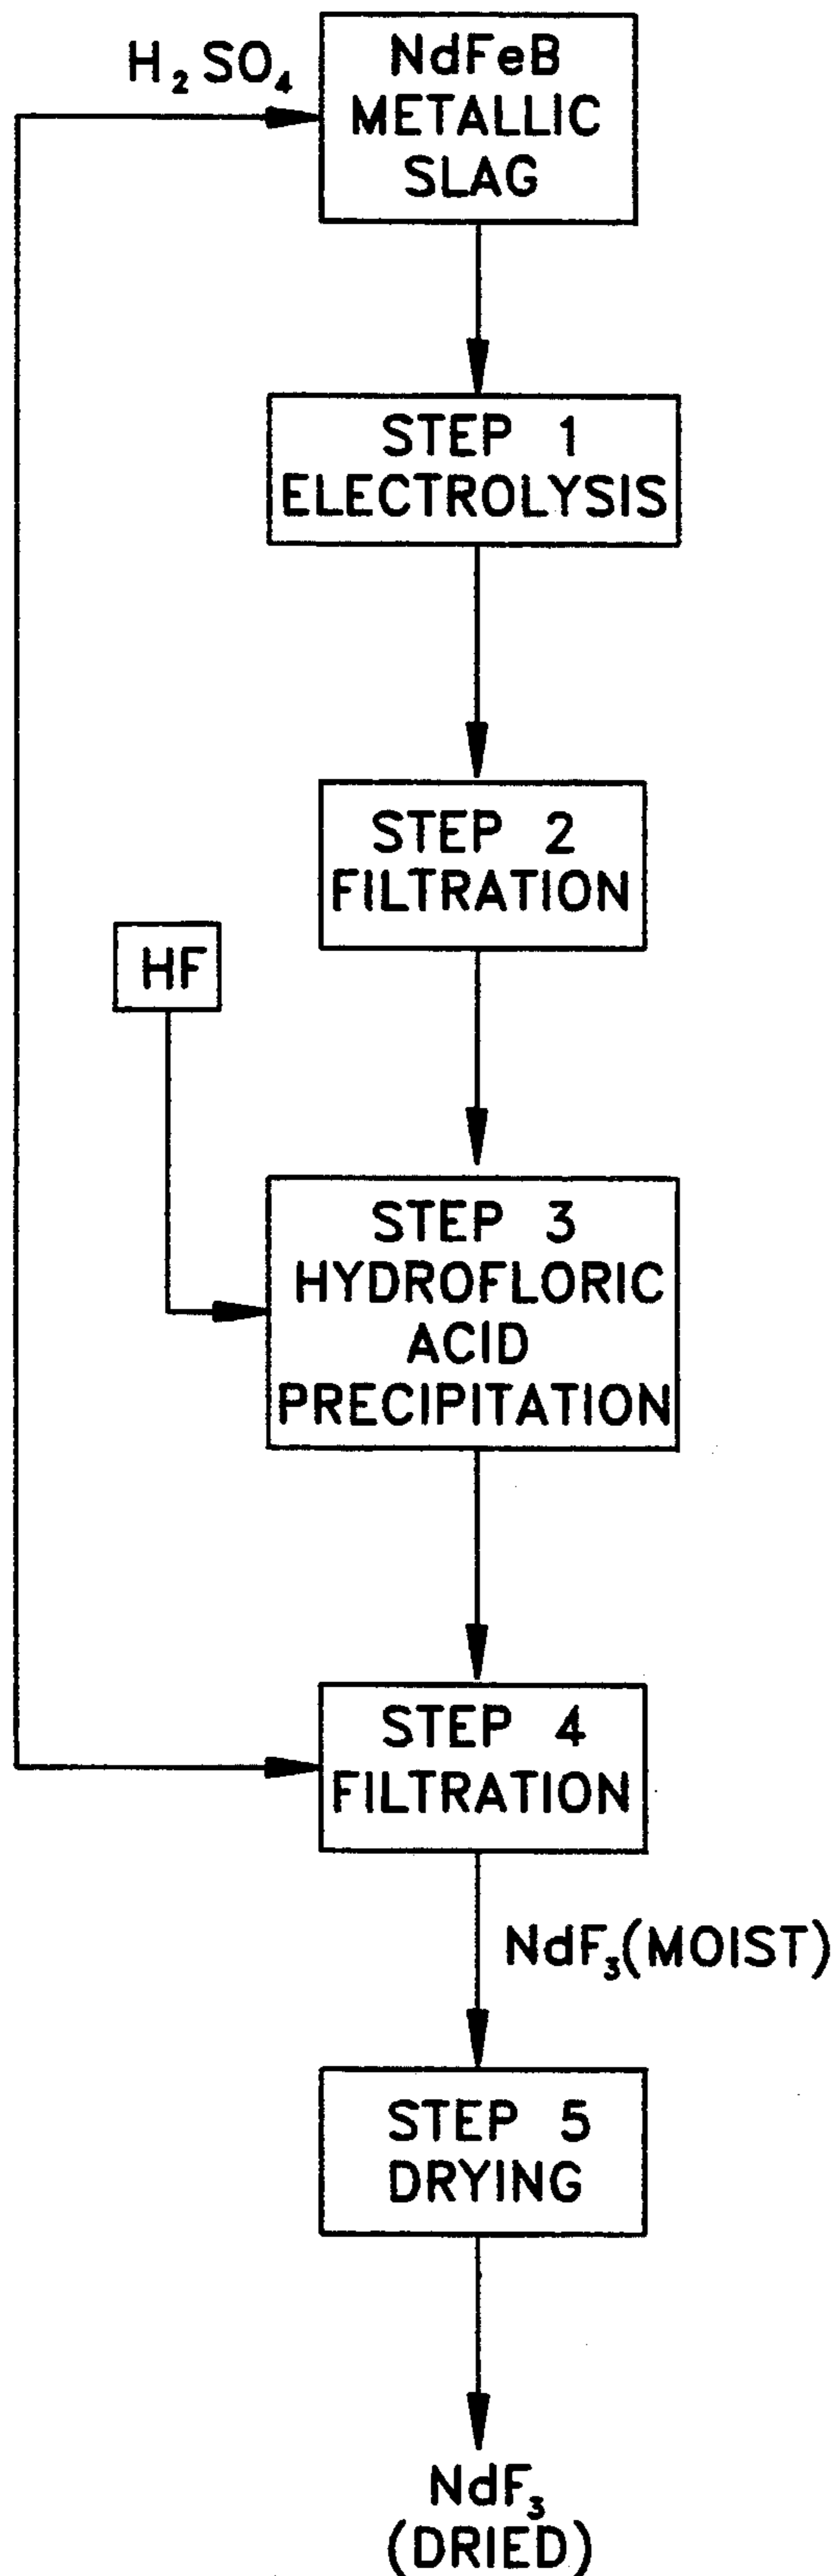 H₂SO₄
NdFeB
METALLIC
SLAG
STEP 1
ELECTROLYSIS
STEP 2
FILTRATION
HF
STEP 3
HYDROFLORIC
ACID
PRECIPITATION
STEP 4
FILTRATION
NdF₃(MOIST)
STEP 5
DRYING
NdF₃
(DRIED)